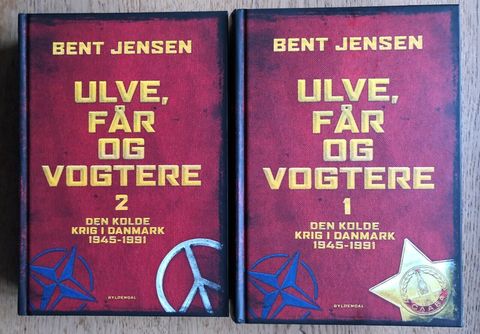 BENT JENSEN
ULVE,
FÅR
OG
VOGTERE
2
DEN KOLDE
KRIG I DANMARK
1945-1991
GYLDENDAL
BENT JENSEN
ULVE,
FÅR
OG
VOGTERE
1
DEN KOLDE
KRIG I DANMARK
1945-1991
GYLDENDAL